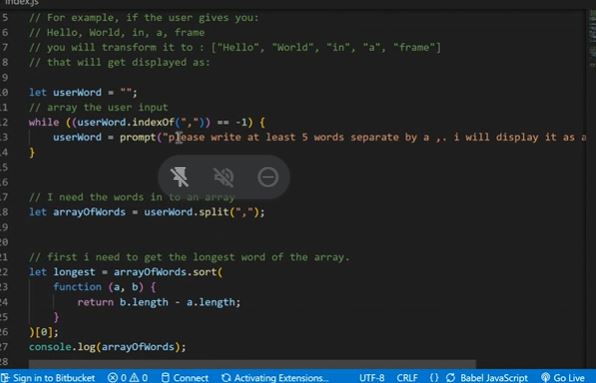 index.js
5 // For example, if the user gives you:
6 // Hello, World, in, a, frame
7 // you will transform it to : ["Hello", "World", "in", "a", "frame"]
8 // that will get displayed as:
9
10 let userWord = "";
11 // array the user input
12 while ((userWord.indexOf(",")) == -1) {
13 userWord = prompt("please write at least 5 words separate by a ,. i will display it as a
14 }
15
16
17 // I need the words in to an array
18 let arrayOfWords = userWord.split(",");
19
20
21 // first i need to get the longest word of the array.
22 let longest = arrayOfWords.sort(
23 function (a, b) {
24 return b.length - a.length;
25 }
26 )[0];
27 console.log(arrayOfWords);
28
Sign in to Bitbucket 0 0 Connect Activating Extensions... UTF-8 CRLF {} Babel JavaScript Go Live